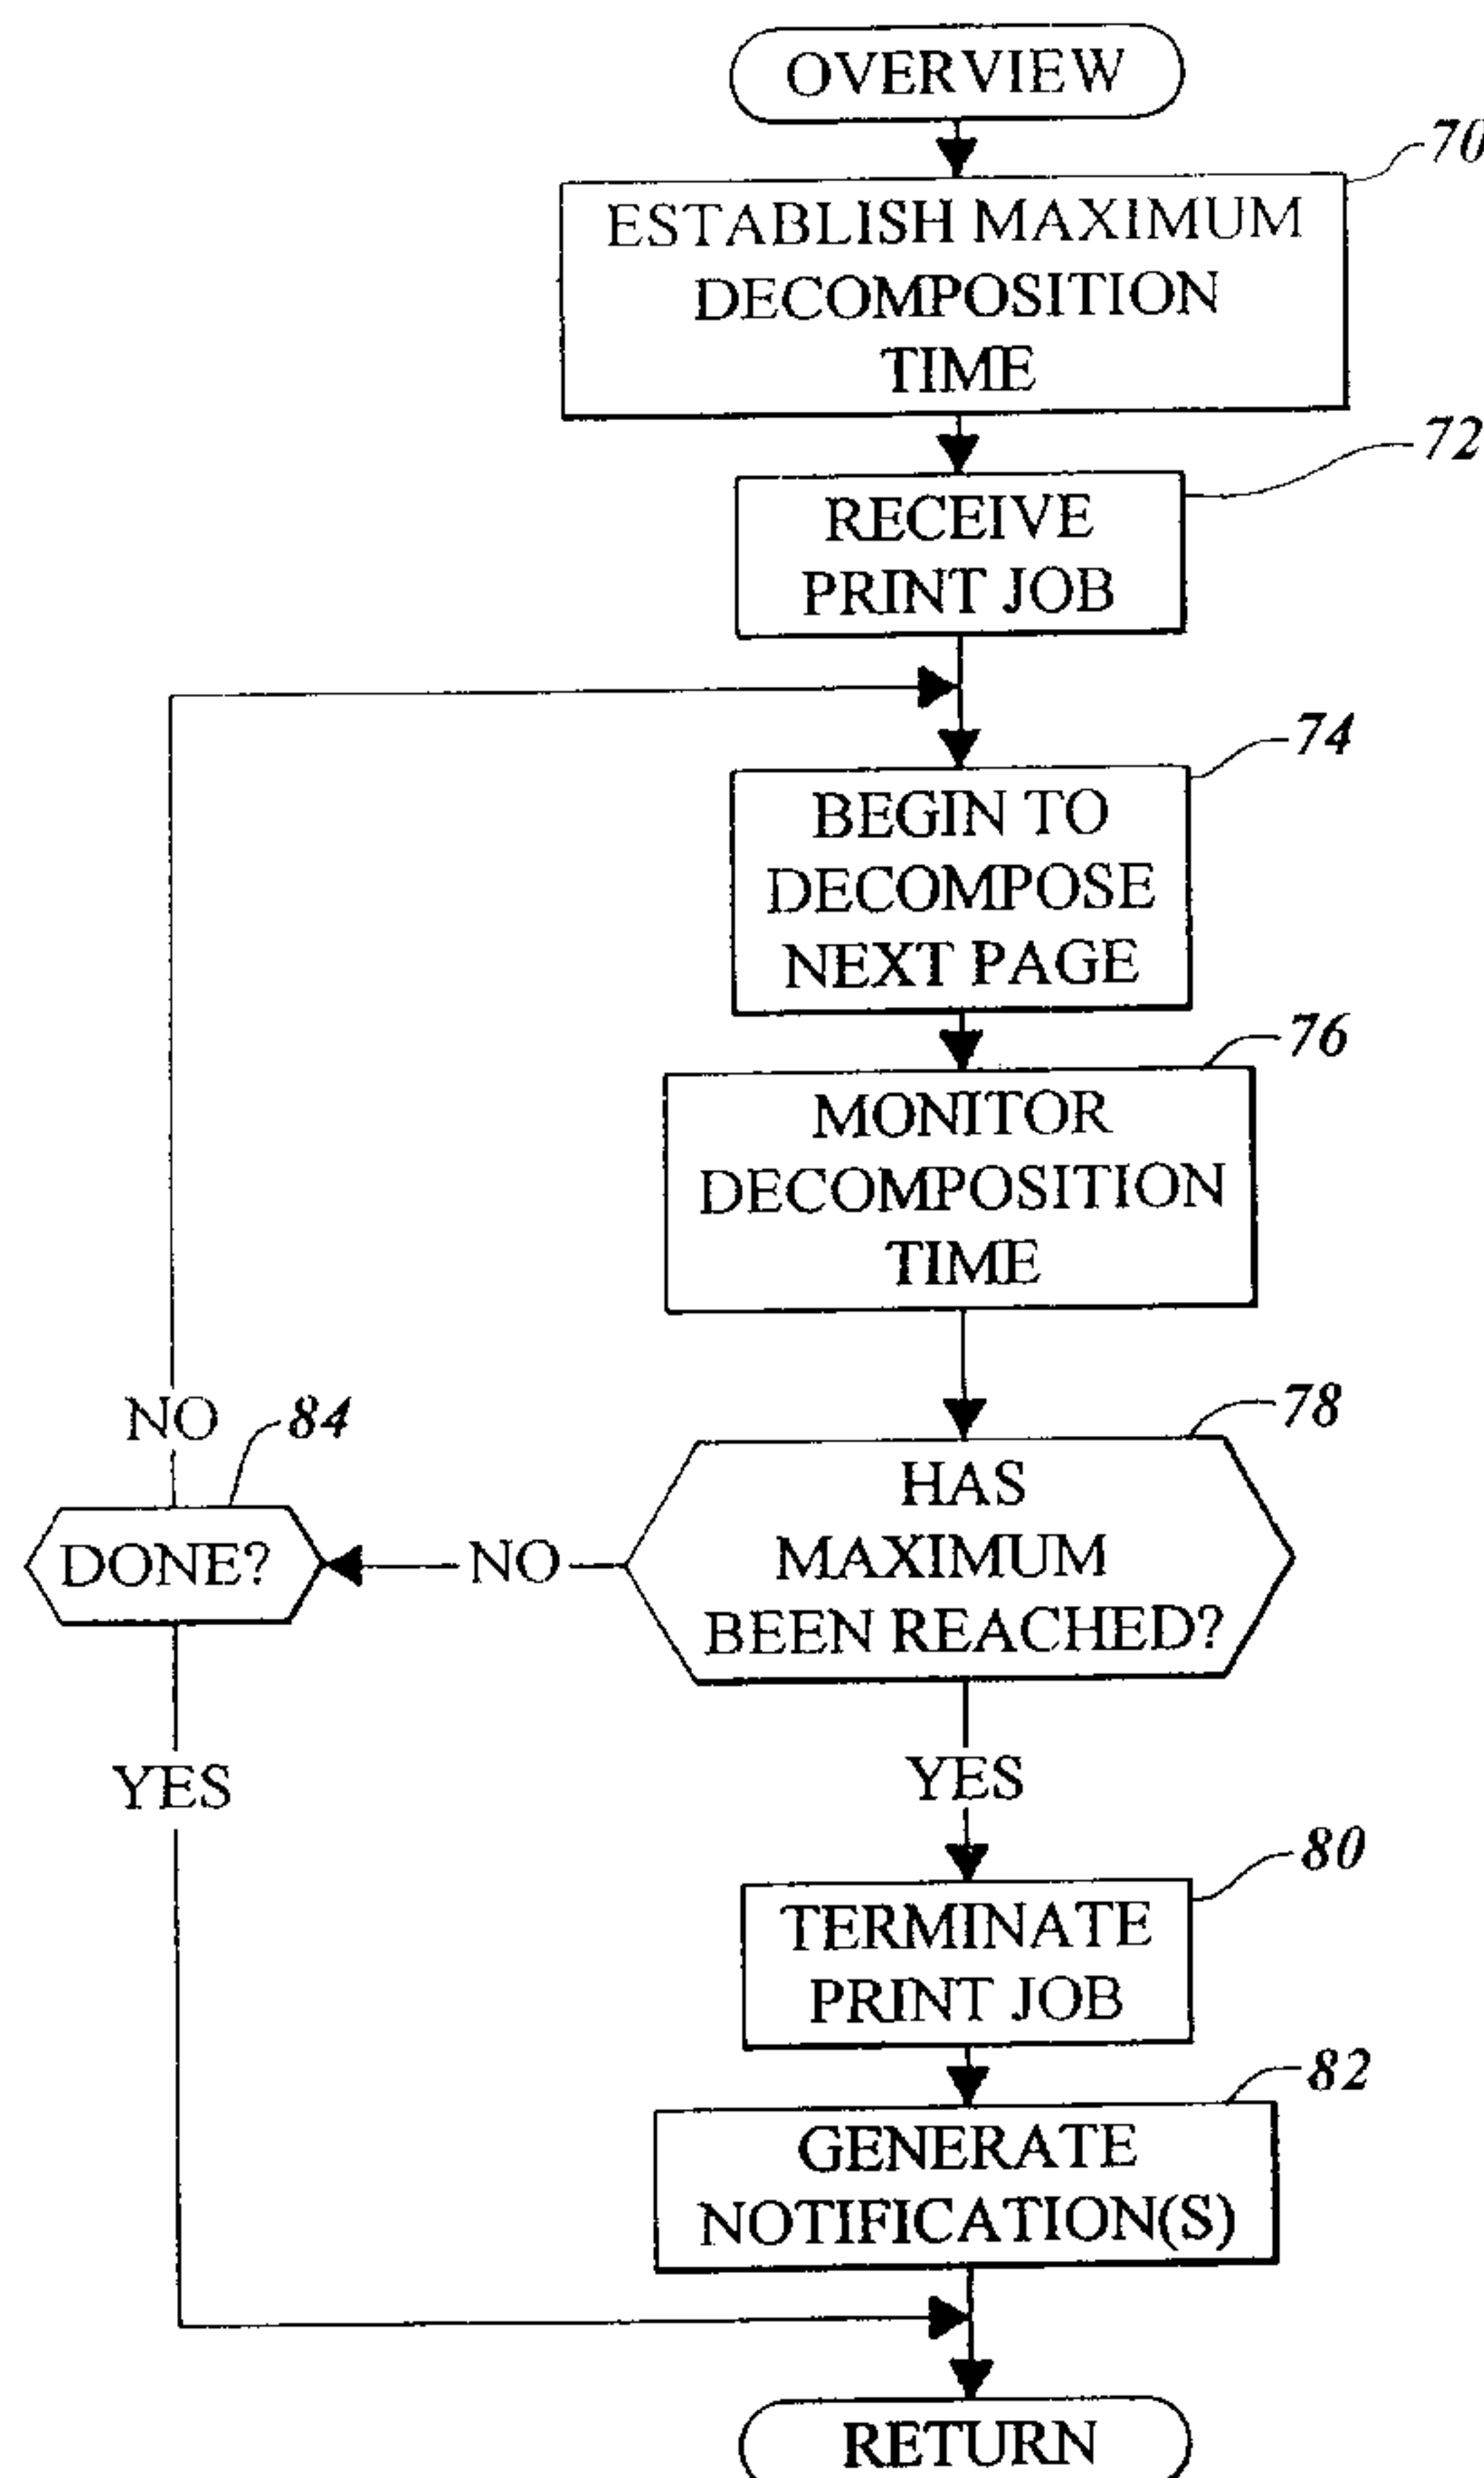 OVERVIEW
70
ESTABLISH MAXIMUM
DECOMPOSITION
TIME
72
RECEIVE
PRINT JOB
74
BEGIN TO
DECOMPOSE
NEXT PAGE
76
MONITOR
DECOMPOSITION
TIME
78
HAS
MAXIMUM
BEEN REACHED?
NO
84
DONE?
NO
YES
YES
80
TERMINATE
PRINT JOB
82
GENERATE
NOTIFICATION(S)
RETURN